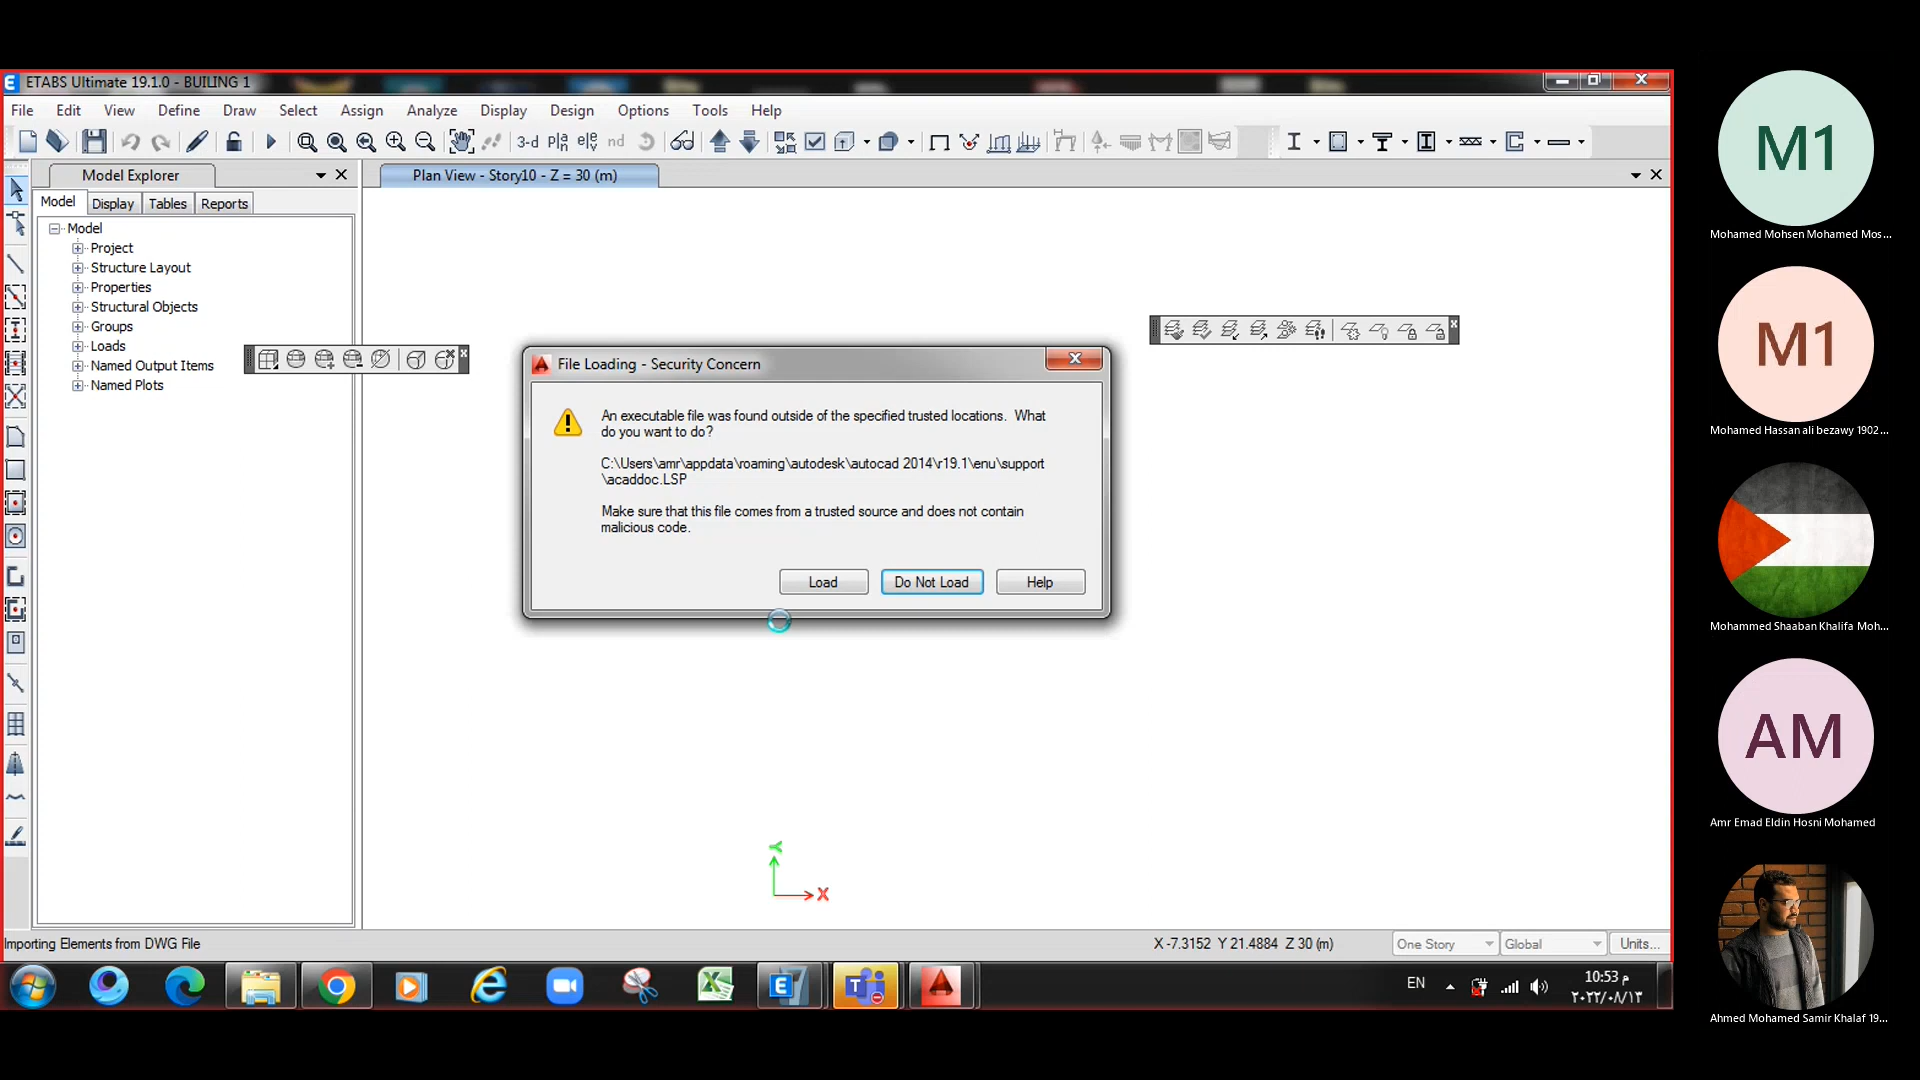 ETABS Ultimate 19.1.0 - BUILING 1
File Edit View Define Draw Select Assign Analyze Display Design Options Tools Help
3-d pla ele nd
Model Explorer
Plan View - Story10 - Z = 30 (m)
Model Display Tables Reports
Model
Project
Structure Layout
Properties
Structural Objects
Groups
Loads
Named Output Items
Named Plots
File Loading - Security Concern
An executable file was found outside of the specified trusted locations. What
do you want to do?
C:\Users\amr\appdata\roaming\autodesk\autocad 2014\r19.1\enu\support
\acaddoc.LSP
Make sure that this file comes from a trusted source and does not contain
malicious code.
Load Do Not Load Help
Y
X
Importing Elements from DWG File
X -7.3152 Y 21.4884 Z 30 (m)
One Story Global Units...
EN
10:53 م
٢٠٢٢/٠٨/١٣
M1
Mohamed Mohsen Mohamed Mos...
M1
Mohamed Hassan ali bezawy 1902...
Mohammed Shaaban Khalifa Moh...
AM
Amr Emad Eldin Hosni Mohamed
Ahmed Mohamed Samir Khalaf 19...